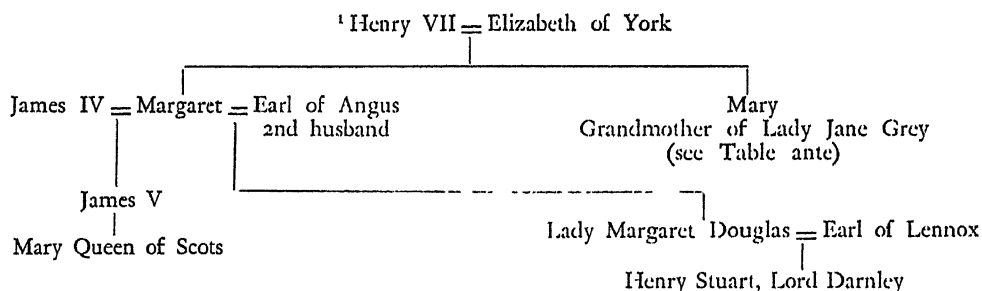 ¹ Henry VII = Elizabeth of York
James IV = Margaret = Earl of Angus
2nd husband
Mary
Grandmother of Lady Jane Grey
(see Table ante)
James V
Mary Queen of Scots
Lady Margaret Douglas = Earl of Lennox
Henry Stuart, Lord Darnley